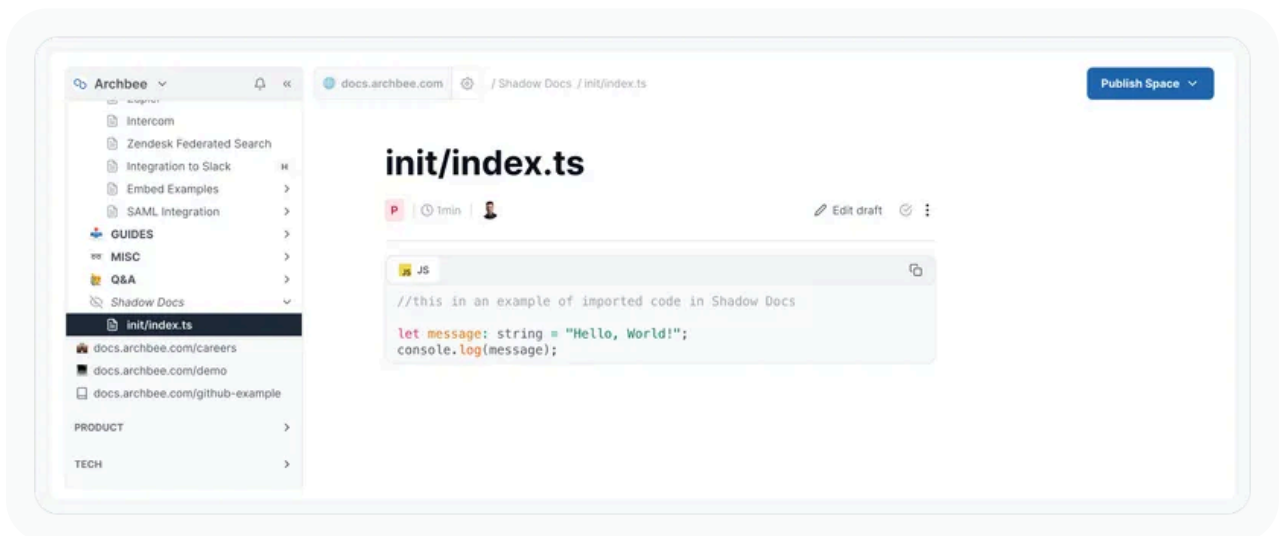 Archbee
docs.archbee.com / Shadow Docs / init/index.ts
Publish Space
Zapier
Intercom
Zendesk Federated Search
Integration to Slack H
Embed Examples
SAML Integration
GUIDES
MISC
Q&A
Shadow Docs
init/index.ts
docs.archbee.com/careers
docs.archbee.com/demo
docs.archbee.com/github-example
PRODUCT
TECH
init/index.ts
P 1min
Edit draft
JS JS
//this in an example of imported code in Shadow Docs
let message: string = "Hello, World!";
console.log(message);